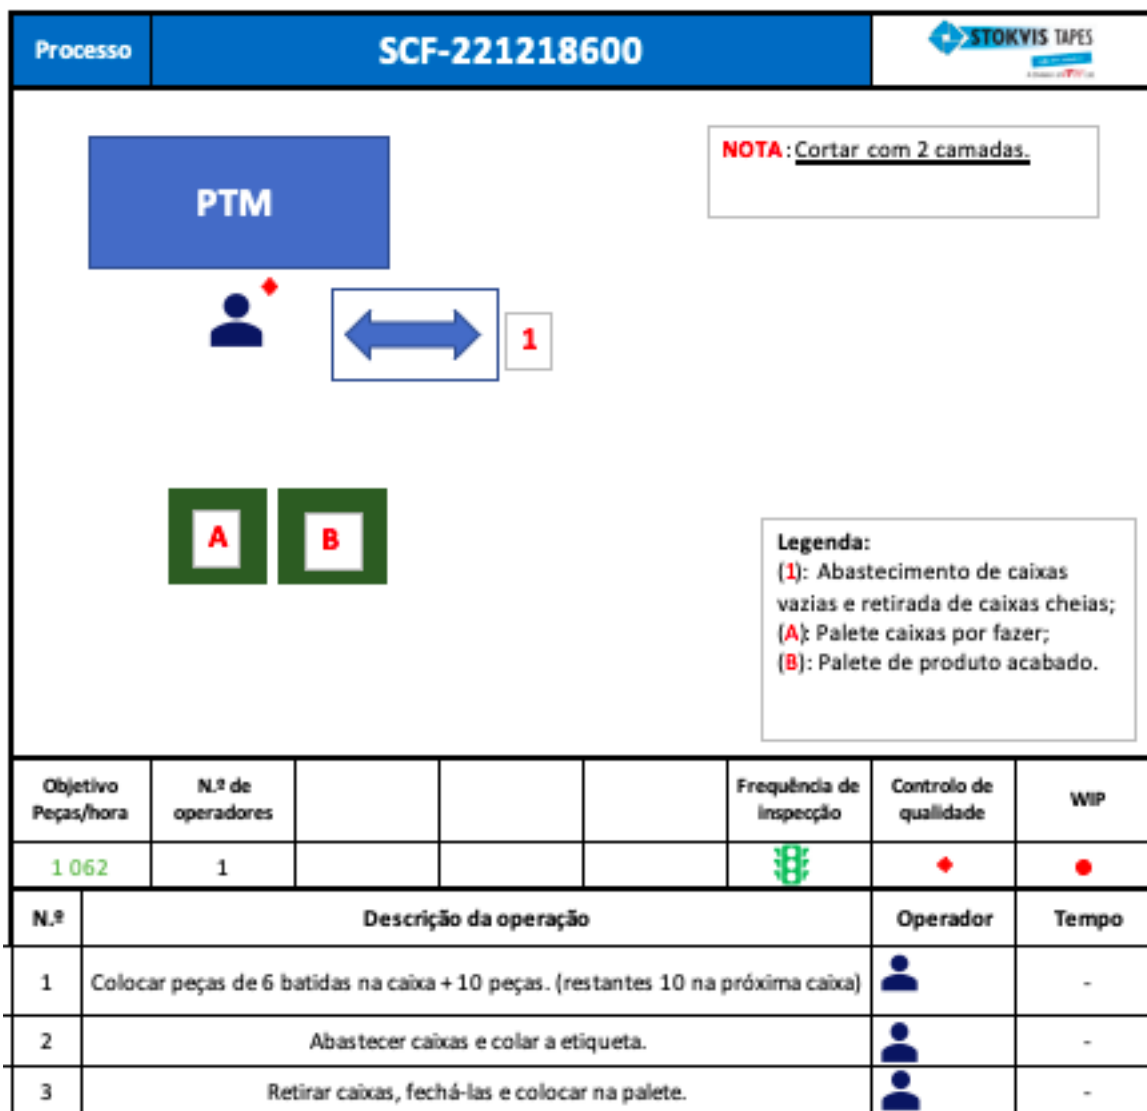 Processo
SCF-221218600
STOKVIS TAPES
PTM
NOTA: Cortar com 2 camadas.
1
A
B
Legenda:
(1): Abastecimento de caixas
vazias e retirada de caixas cheias;
(A): Palete caixas por fazer;
(B): Palete de produto acabado.
Objetivo
Peças/hora
N.º de
operadores
Frequência de
inspecção
Controlo de
qualidade
WIP
1 062
1
N.º
Descrição da operação
Operador
Tempo
1
Colocar peças de 6 batidas na caixa + 10 peças. (restantes 10 na próxima caixa)
-
2
Abastecer caixas e colar a etiqueta.
-
3
Retirar caixas, fechá-las e colocar na palete.
-